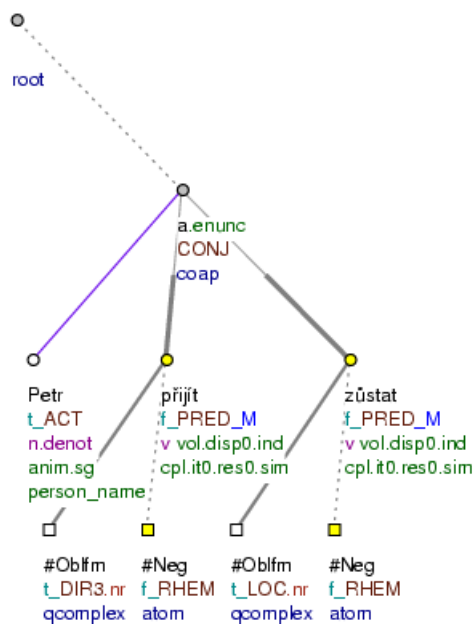 root
a.enunc
CONJ
coap
Petr přijít zůstat
t_ACT f_PRED_M f_PRED_M
n.denot v vol.disp0.ind v vol.disp0.ind
anim.sg cpl.it0.res0.sim cpl.it0.res0.sim
person_name
#Oblfm #Neg #Oblfm #Neg
t_DIR3.nr f_RHEM t_LOC.nr f_RHEM
qcomplex atom qcomplex atom